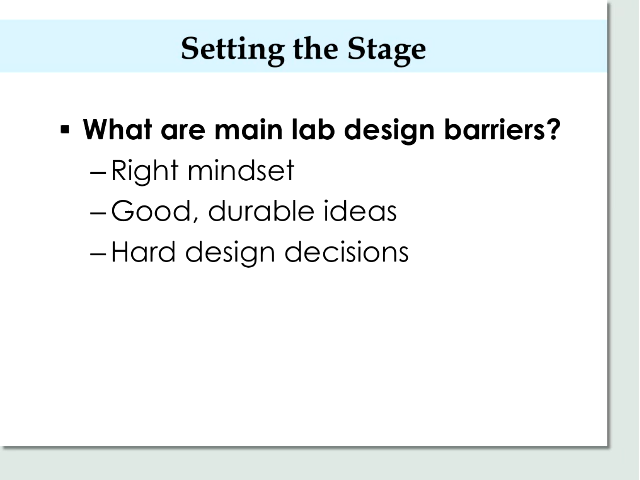 Setting the Stage
▪ What are main lab design barriers?
–Right mindset
–Good, durable ideas
–Hard design decisions